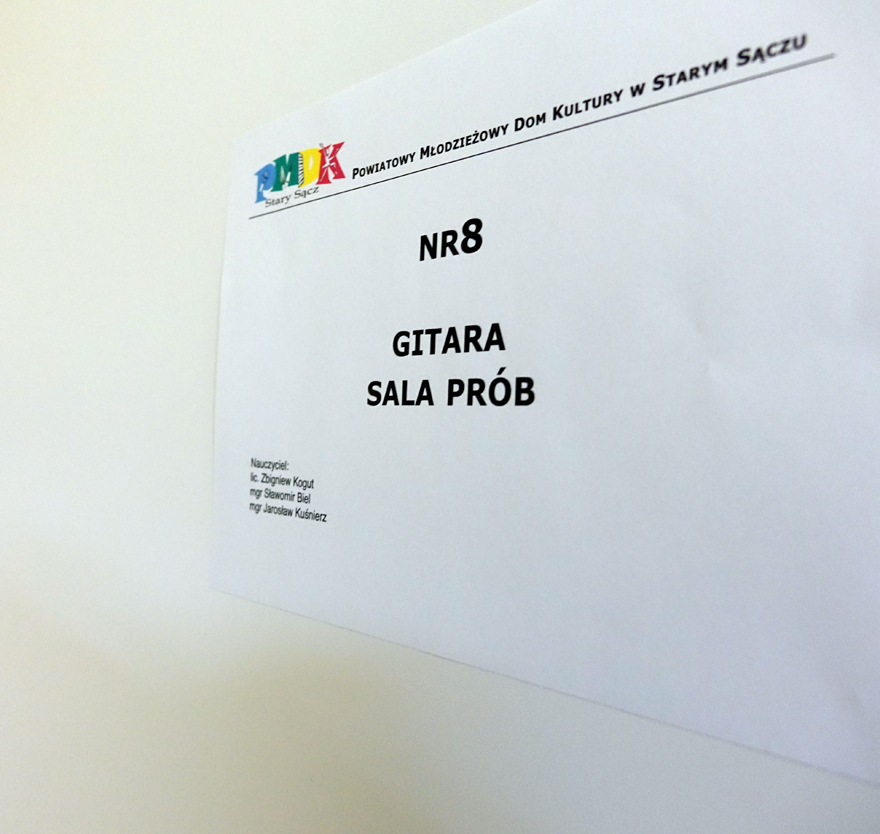 PMDK
Stary Sącz
Powiatowy Młodzieżowy Dom Kultury w Starym Sączu
NR8
GITARA
SALA PRÓB
Nauczyciel:
lic. Zbigniew Kogut
mgr Sławomir Biel
mgr Jarosław Kuśnierz